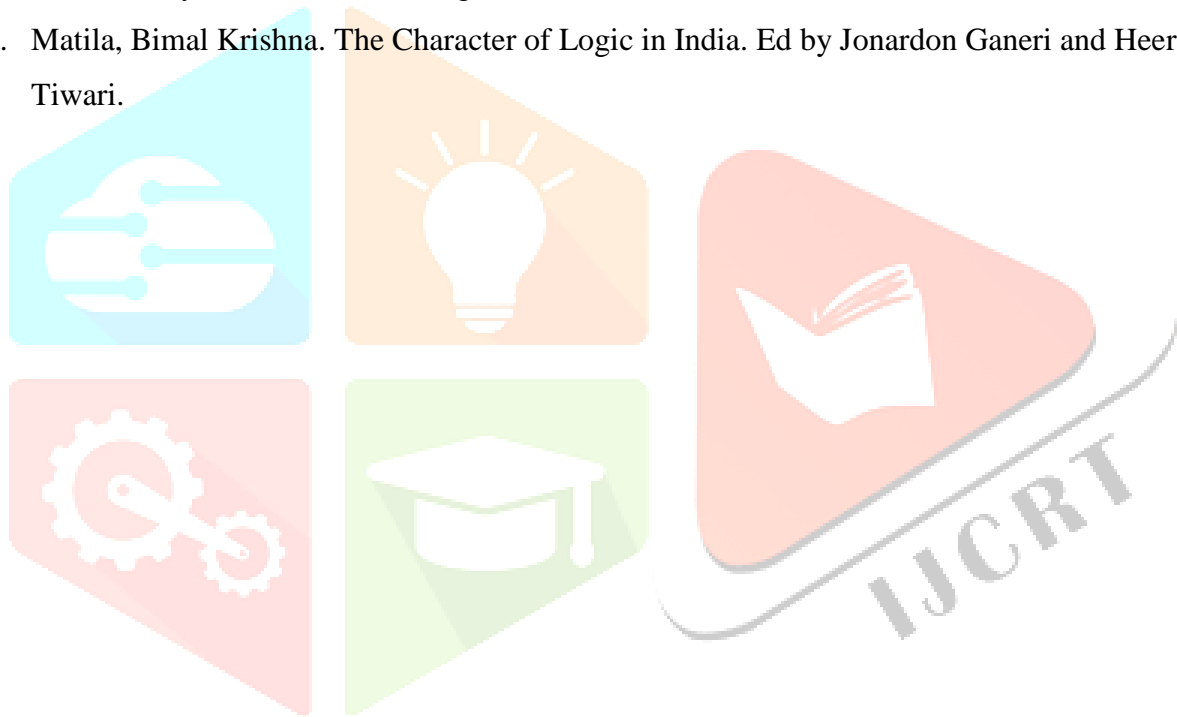 . Matila, Bimal Krishna. The Character of Logic in India. Ed by Jonardon Ganeri and Heer
Tiwari.
IJCRT